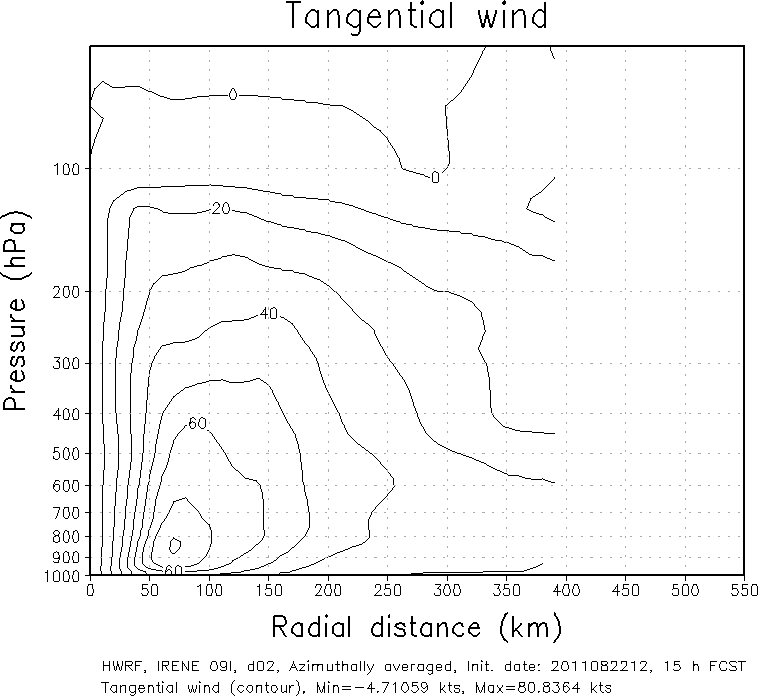 Tangential wind
0
0
100
20
200
40
300
400
60
500
600
700
800
900
60
1000
0 50 100 150 200 250 300 350 400 450 500 550
Pressure (hPa)
Radial distance (km)
HWRF, IRENE 09l, d02, Azimuthally averaged, Init. date: 2011082212, 15 h FCST
Tangential wind (contour), Min=-4.71059 kts, Max=80.8364 kts